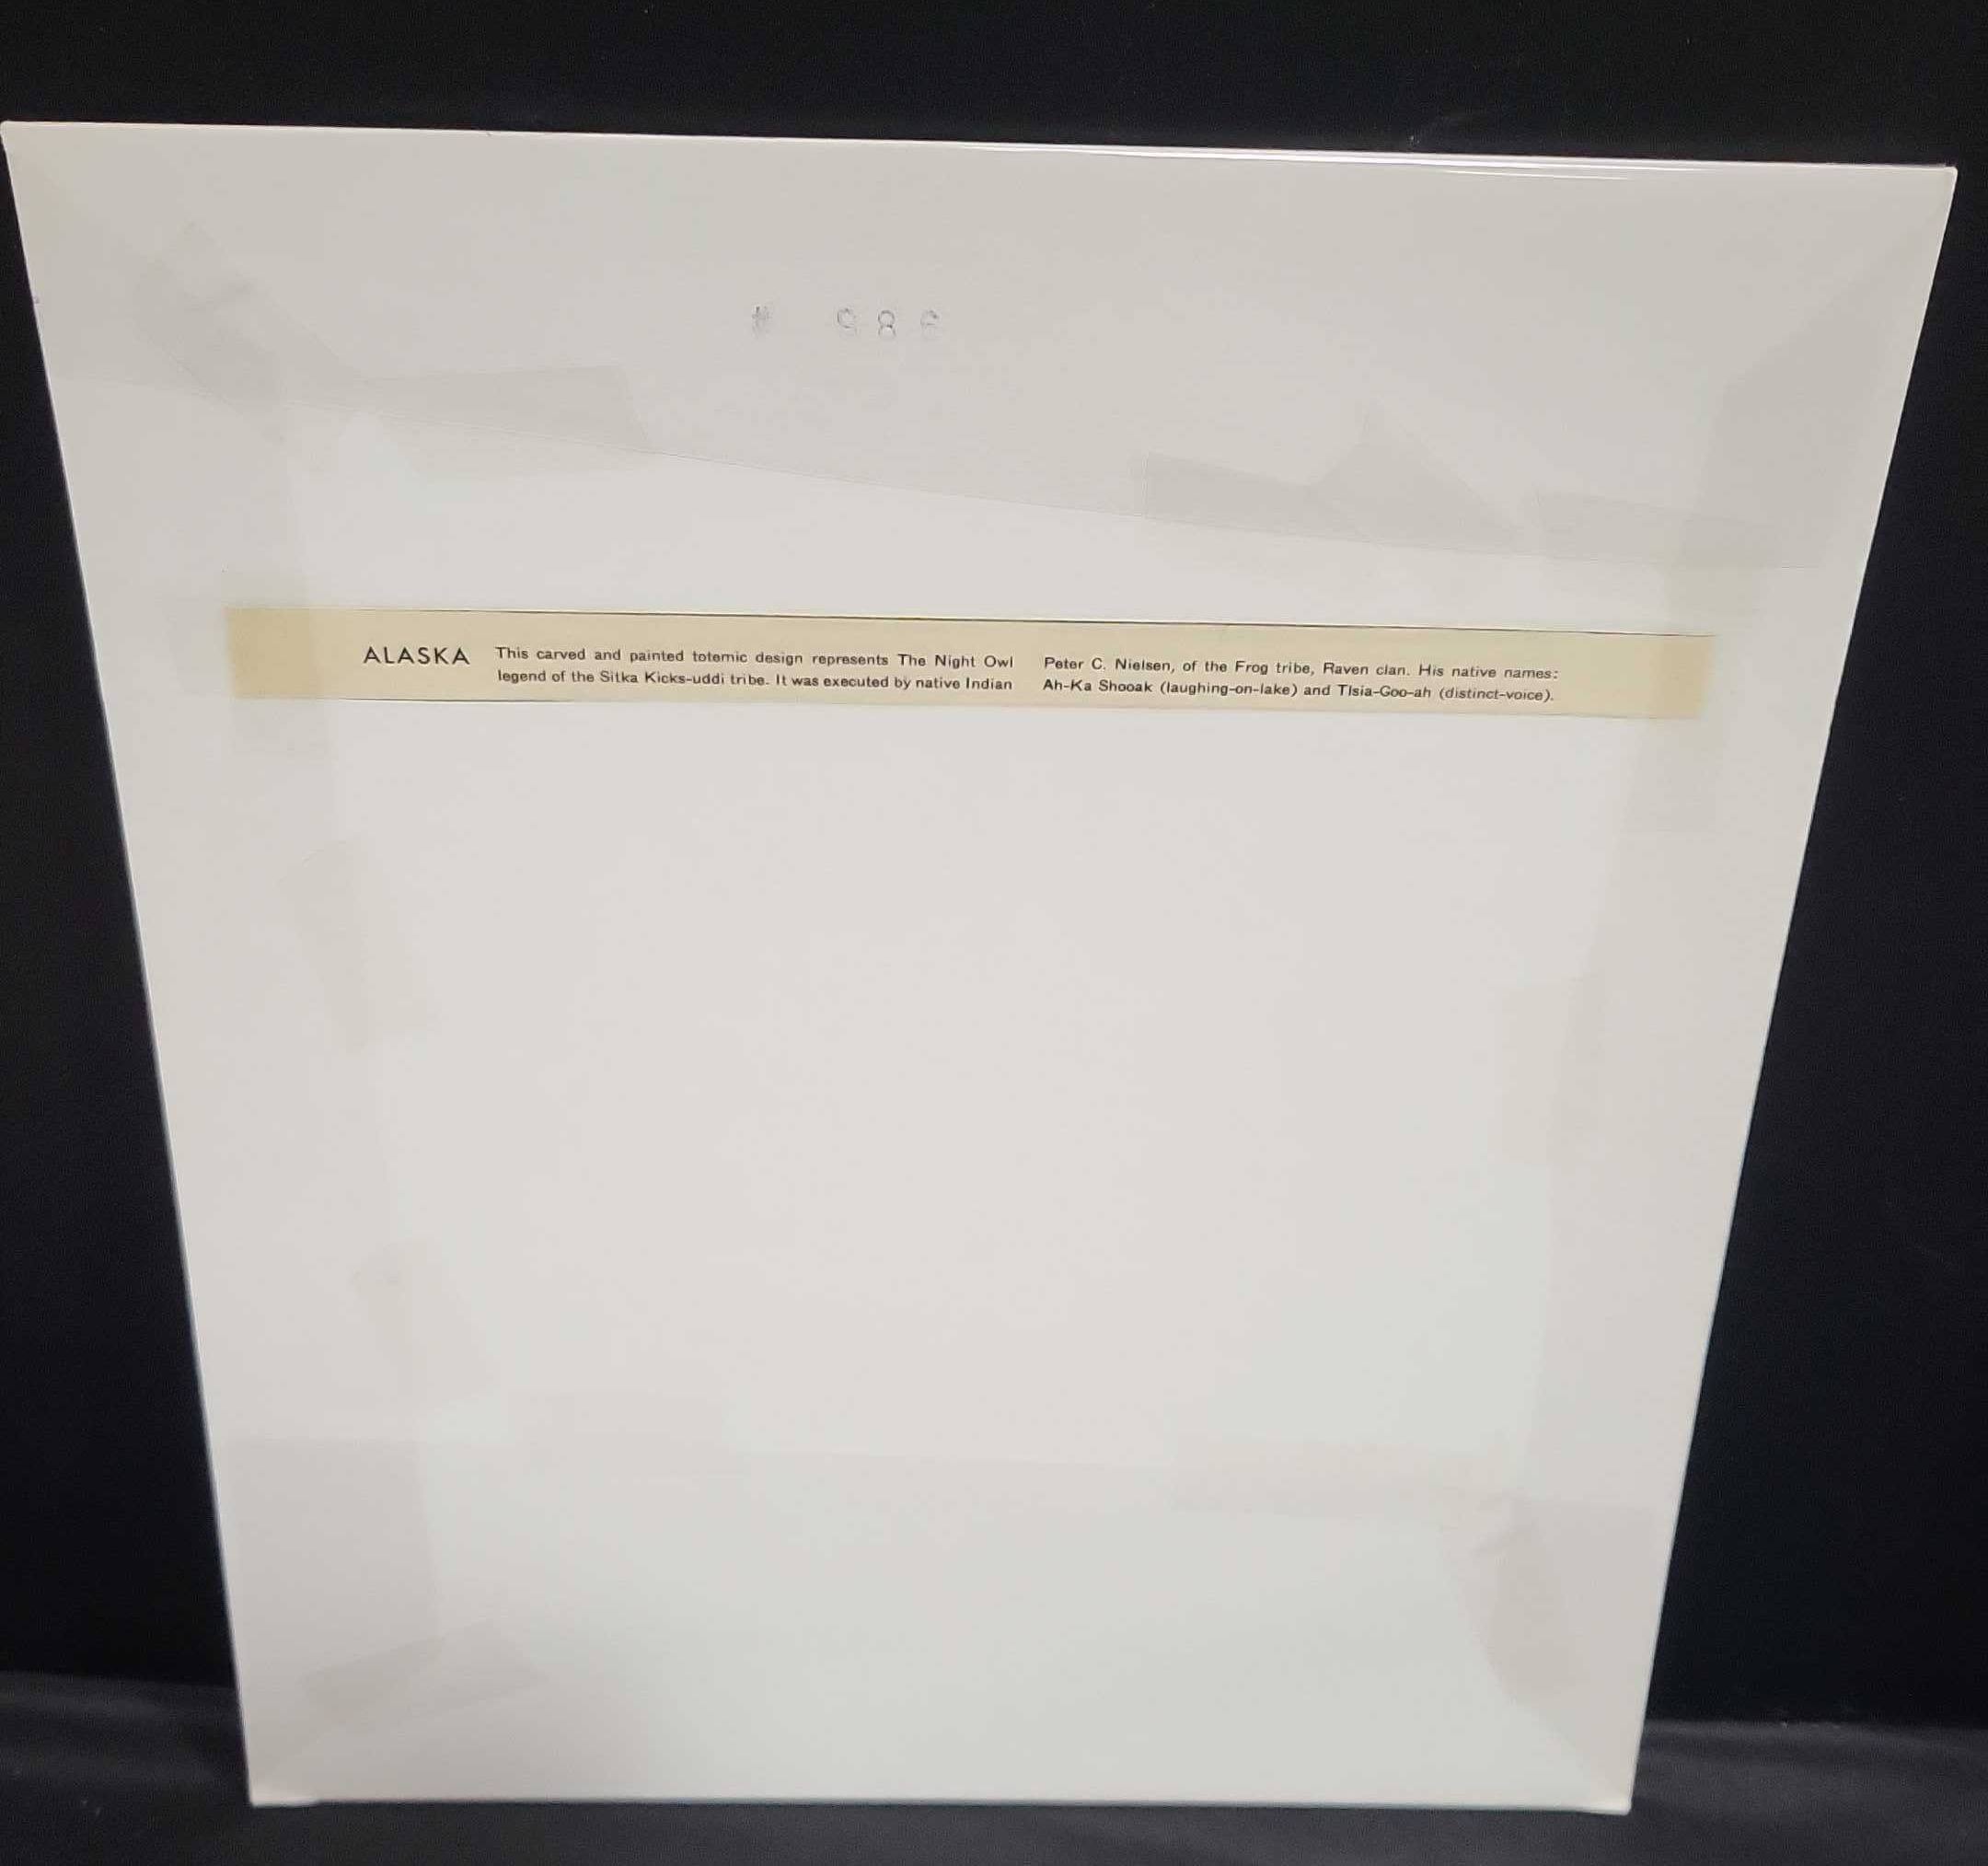 ALASKA
This carved and painted totemic design represents The Night Owl
legend of the Sitka Kicks-uddi tribe. It was executed by native Indian
Peter C. Nielsen, of the Frog tribe, Raven clan. His native names:
Ah-Ka Shooak (laughing-on-lake) and Tlsia-Goo-ah (distinct-voice).